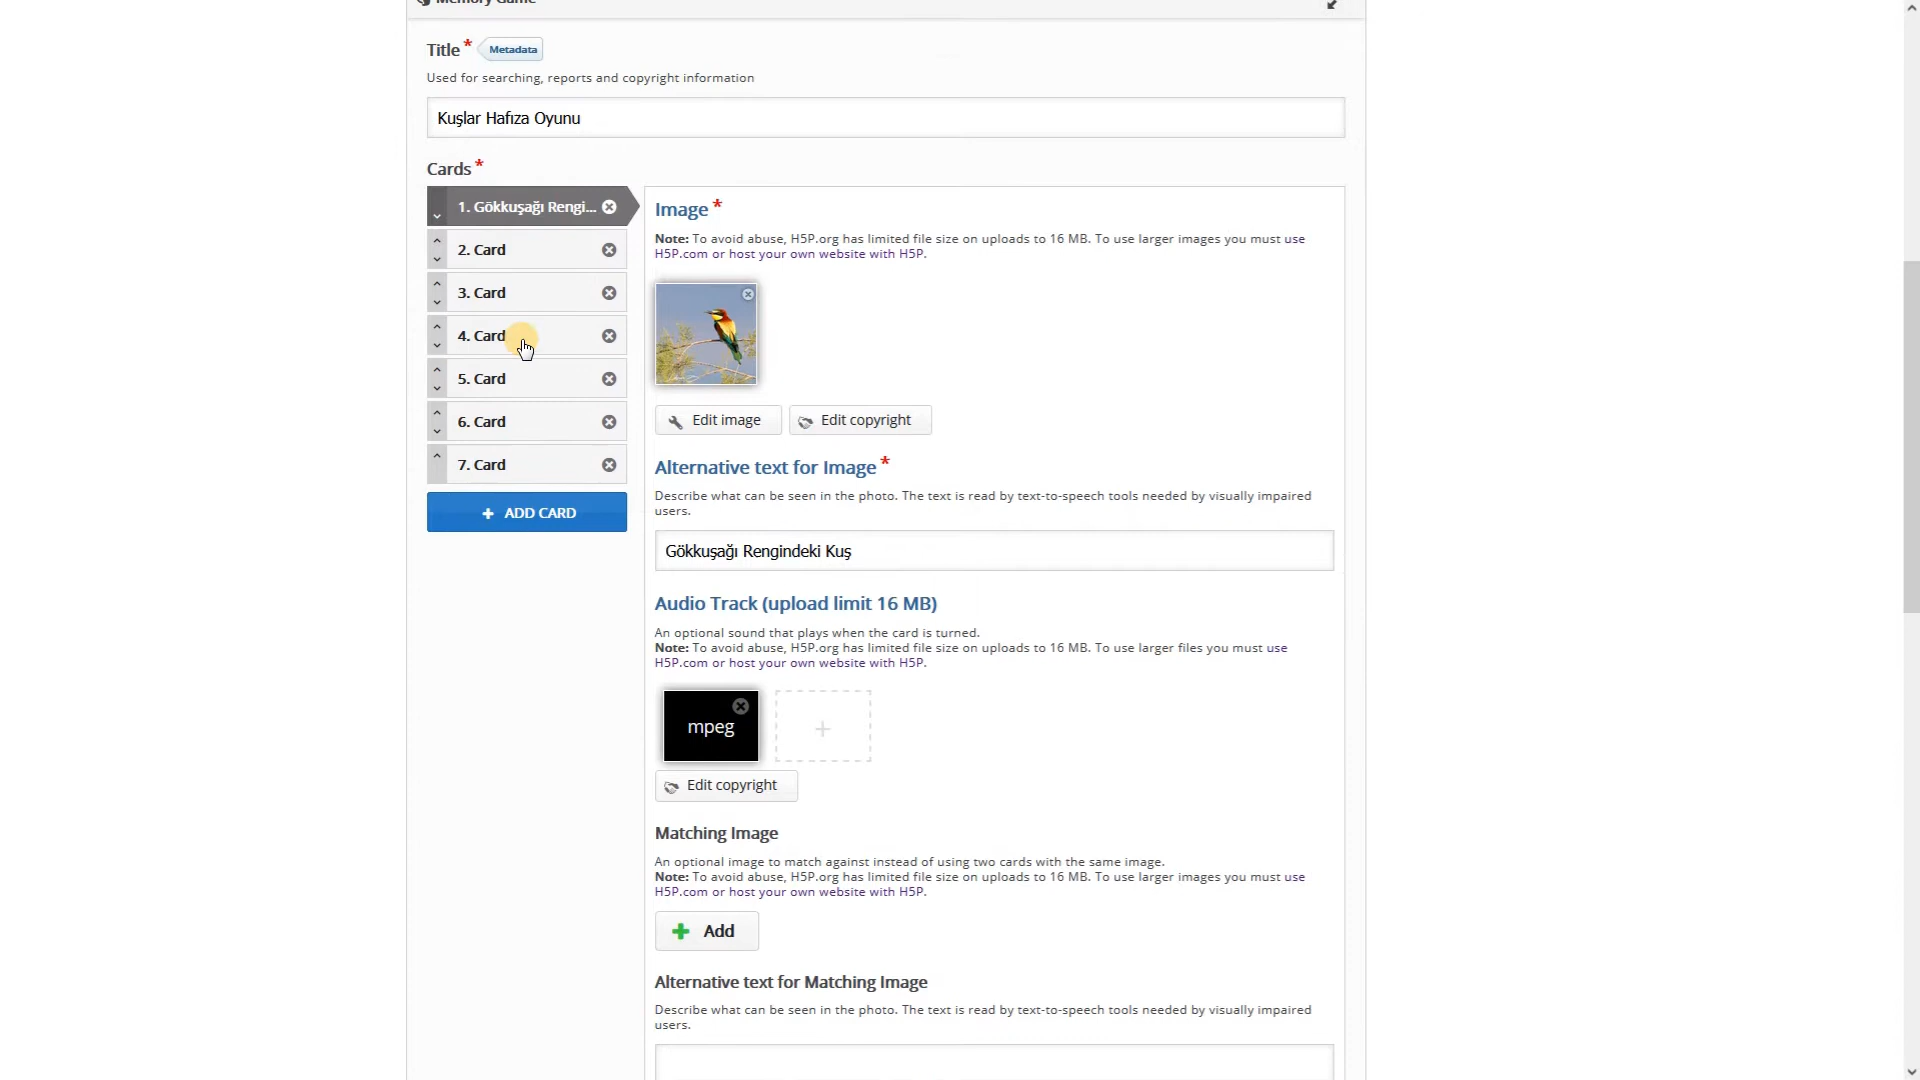 Memory Game
Title *
Metadata
Used for searching, reports and copyright information
Kuşlar Hafıza Oyunu
Cards *
1. Gökkuşağı Rengi...
2. Card
3. Card
4. Card
5. Card
6. Card
7. Card
+ ADD CARD
Image *
Note: To avoid abuse, H5P.org has limited file size on uploads to 16 MB. To use larger images you must use
H5P.com or host your own website with H5P.
Edit image
Edit copyright
Alternative text for Image *
Describe what can be seen in the photo. The text is read by text-to-speech tools needed by visually impaired
users.
Gökkuşağı Rengindeki Kuş
Audio Track (upload limit 16 MB)
An optional sound that plays when the card is turned.
Note: To avoid abuse, H5P.org has limited file size on uploads to 16 MB. To use larger files you must use
H5P.com or host your own website with H5P.
mpeg
+
Edit copyright
Matching Image
An optional image to match against instead of using two cards with the same image.
Note: To avoid abuse, H5P.org has limited file size on uploads to 16 MB. To use larger images you must use
H5P.com or host your own website with H5P.
Add
Alternative text for Matching Image
Describe what can be seen in the photo. The text is read by text-to-speech tools needed by visually impaired
users.